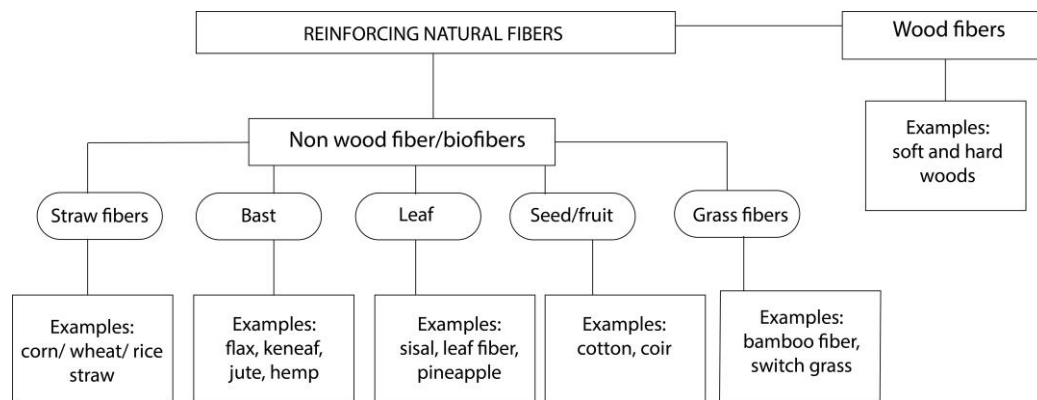 REINFORCING NATURAL FIBERS
Wood fibers
Examples:
soft and hard
woods
Non wood fiber/biofibers
Straw fibers
Bast
Leaf
Seed/fruit
Grass fibers
Examples:
corn/ wheat/ rice
straw
Examples:
flax, keneaf,
jute, hemp
Examples:
sisal, leaf fiber,
pineapple
Examples:
cotton, coir
Examples:
bamboo fiber,
switch grass